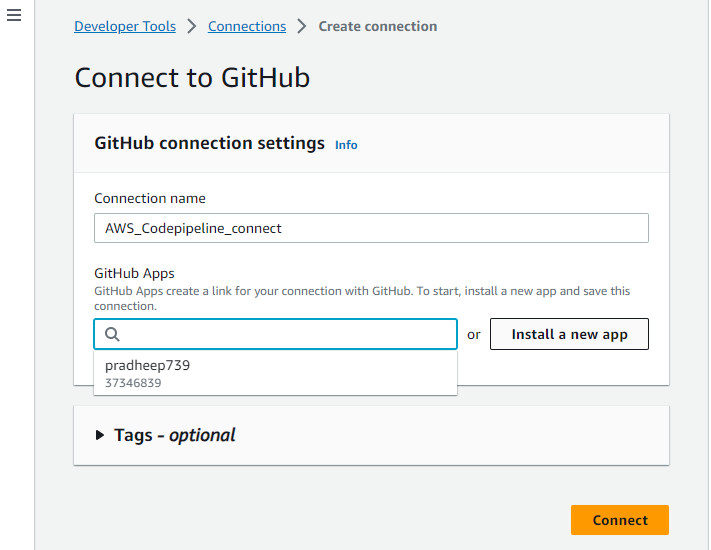 Developer Tools > Connections > Create connection
Connect to GitHub
GitHub connection settings Info
Connection name
AWS_Codepipeline_connect
GitHub Apps
GitHub Apps create a link for your connection with GitHub. To start, install a new app and save this
connection.
or Install a new app
pradheep739
37346839
Tags - optional
Connect